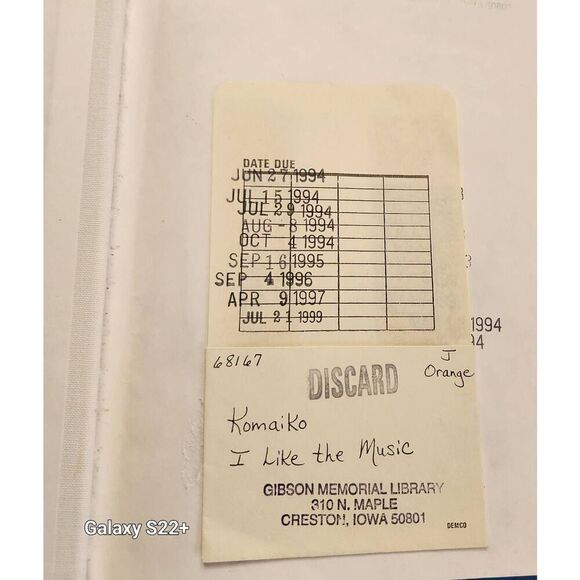 DATE DUE
JUN 27 1994
JUL 15 1994
JUL 29 1994
AUG - 8 1994
OCT 4 1994
SEP 16 1995
SEP 4 1996
APR 9 1997
JUL 21 1999
1994
68167
J
DISCARD
Orange
Komaiko
I Like the Music
GIBSON MEMORIAL LIBRARY
310 N. MAPLE
CRESTON, IOWA 50801
DEMCO
Galaxy S22+